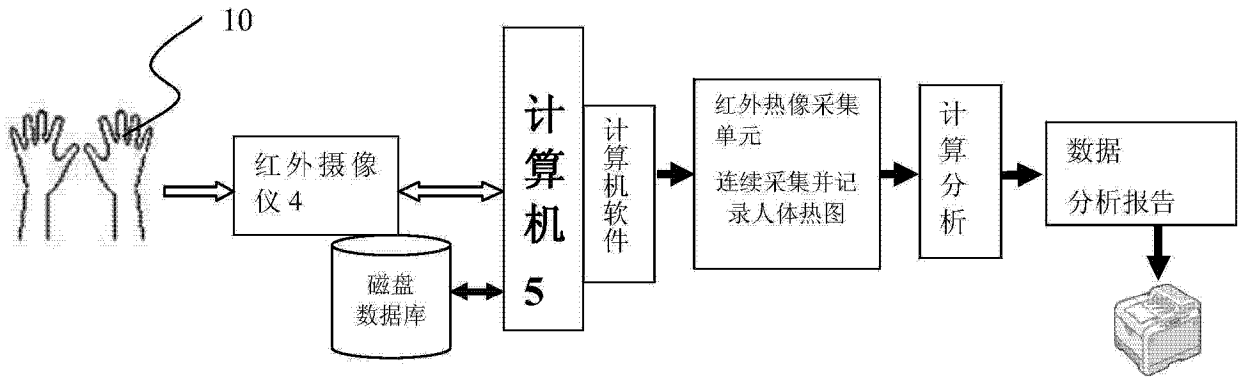 10
红外摄像
仪4
磁盘
数据库
计算机5
计算机软件
红外热像采集
单元
连续采集并记
录人体热图
计算分析
数据
分析报告